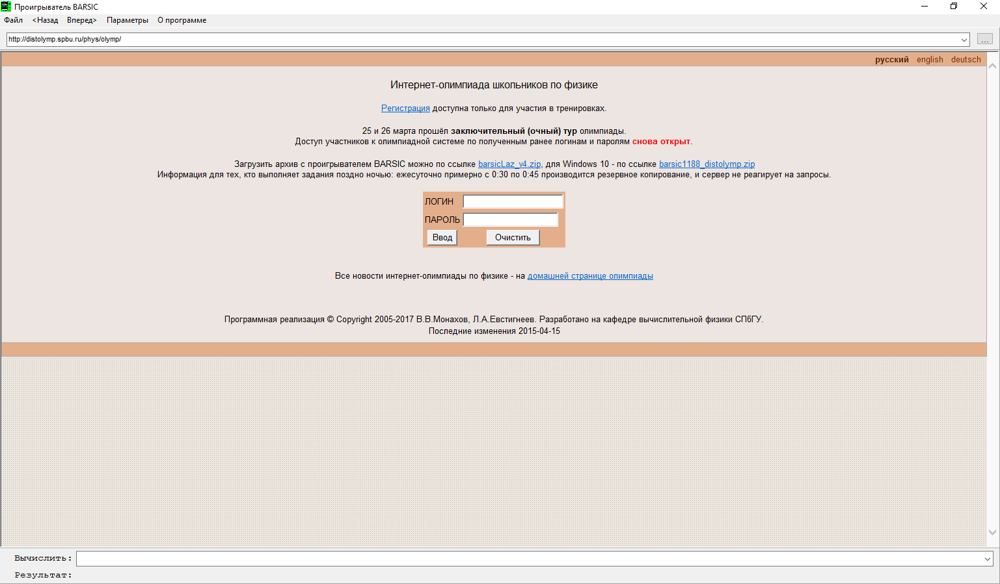 Проигрыватель BARSIC
Файл <Назад Вперед> Параметры О программе
http://distolymp.spbu.ru/phys/olymp/
...
русский english deutsch
Интернет-олимпиада школьников по физике
Регистрация доступна только для участия в тренировках.
25 и 26 марта прошёл заключительный (очный) тур олимпиады.
Доступ участников к олимпиадной системе по полученным ранее логинам и паролям снова открыт.
Загрузить архив с проигрывателем BARSIC можно по ссылке barsicLaz_v4.zip, для Windows 10 - по ссылке barsic1188_distolymp.zip
Информация для тех, кто выполняет задания поздно ночью: ежесуточно примерно с 0:30 по 0:45 производится резервное копирование, и сервер не реагирует на запросы.
ЛОГИН
ПАРОЛЬ
Ввод Очистить
Все новости интернет-олимпиады по физике - на домашней странице олимпиады
Программная реализация © Copyright 2005-2017 В.В.Монахов, Л.А.Евстигнеев. Разработано на кафедре вычислительной физики СПбГУ.
Последние изменения 2015-04-15
Вычислить:
Результат: